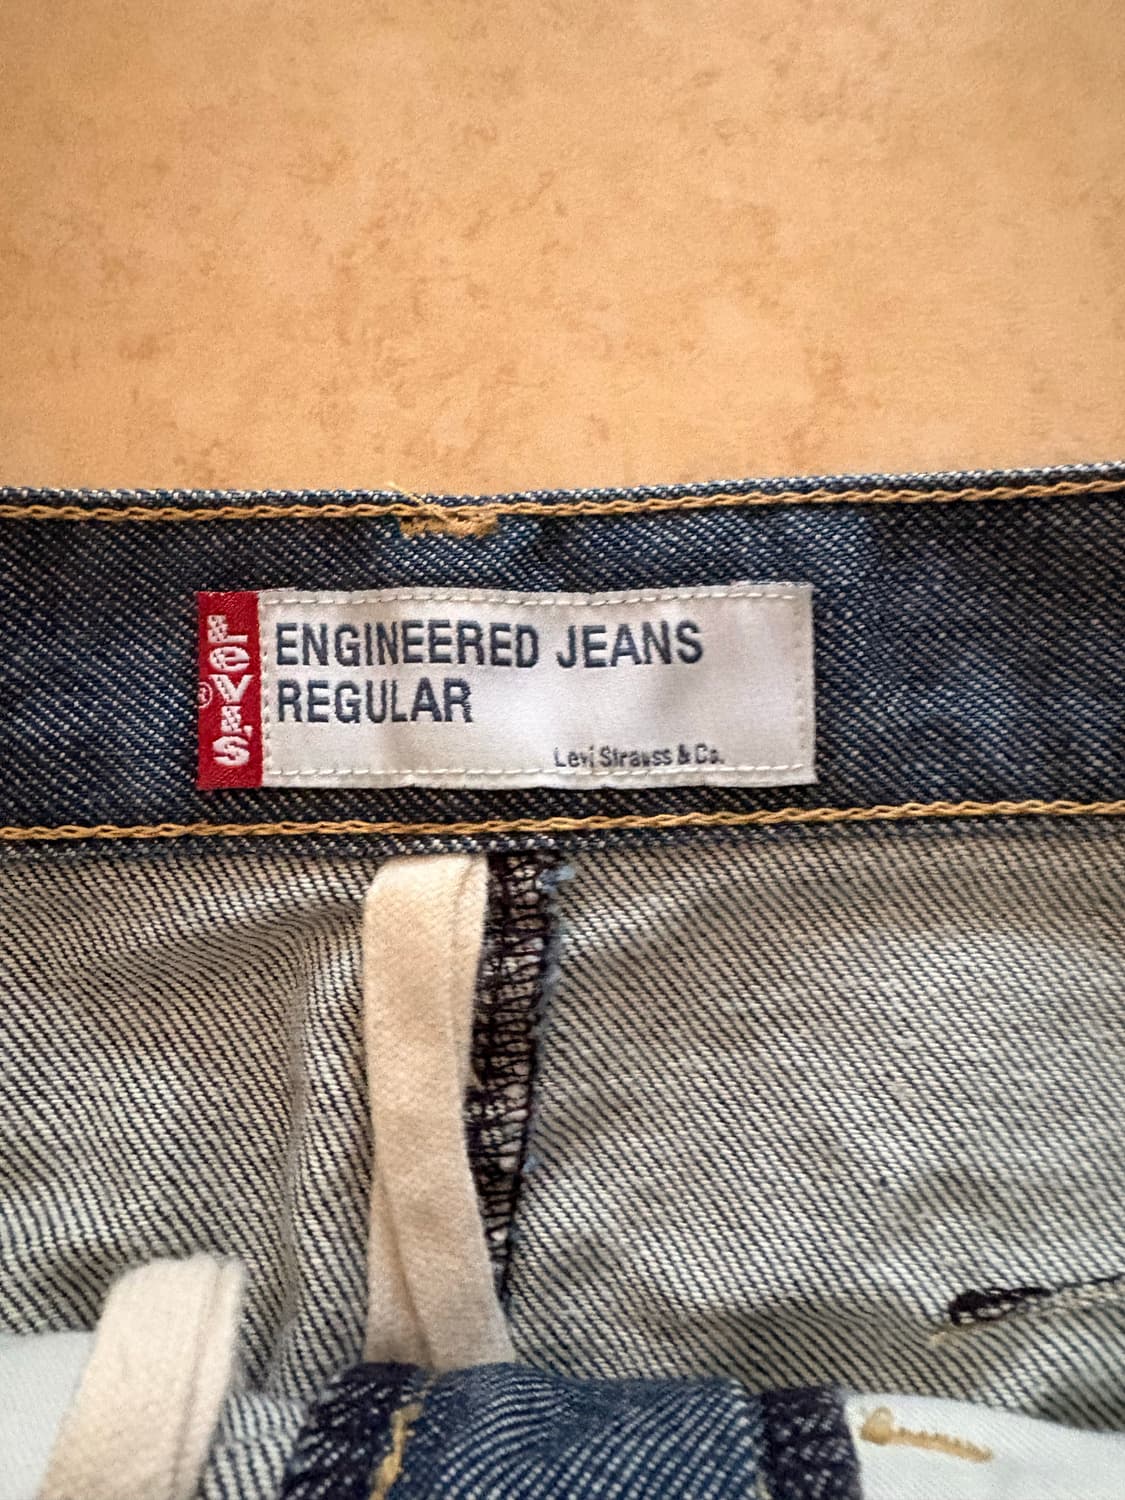 LEVI'S
®
ENGINEERED JEANS
REGULAR
Levi Strauss & Co.